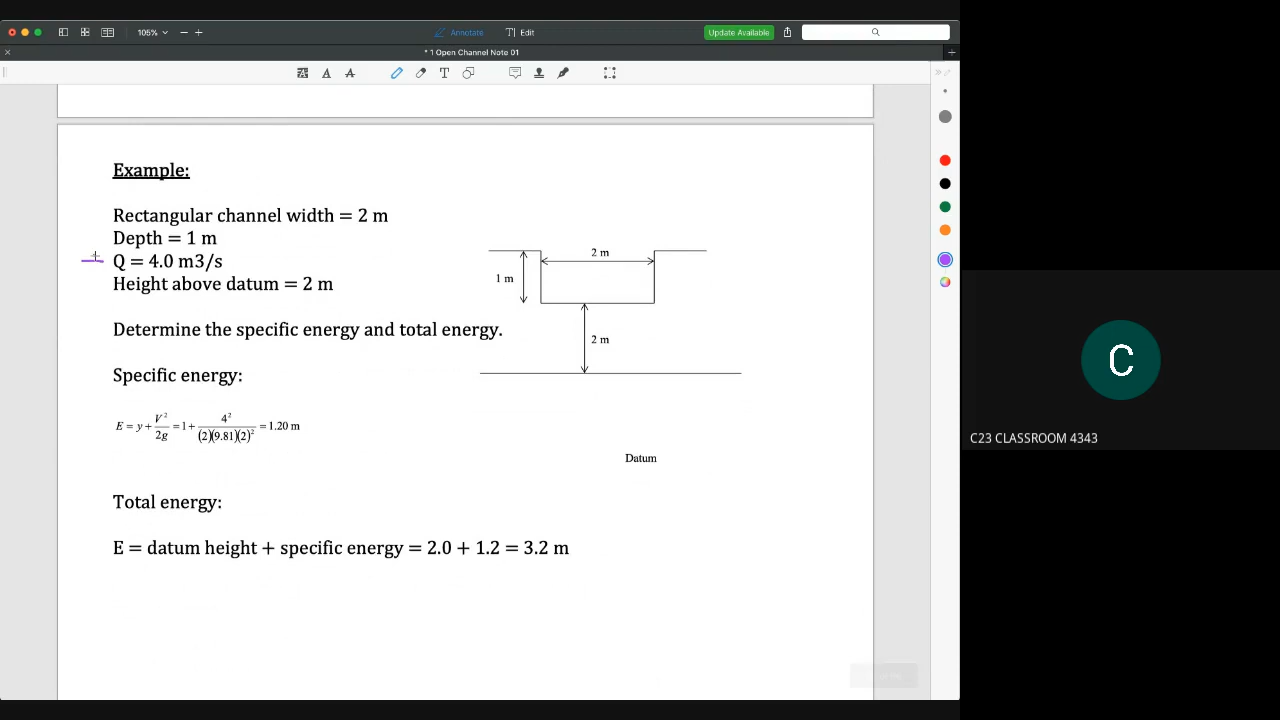 105%
Annotate
Edit
Update Available
* 1 Open Channel Note 01
Example:
Rectangular channel width = 2 m
Depth = 1 m
Q = 4.0 m3/s
Height above datum = 2 m
2 m
1 m
2 m
Determine the specific energy and total energy.
Specific energy:
E = y + V²/2g = 1 + 4²/(2)(9.81)(2)² = 1.20 m
Datum
Total energy:
E = datum height + specific energy = 2.0 + 1.2 = 3.2 m
C
C23 CLASSROOM 4343